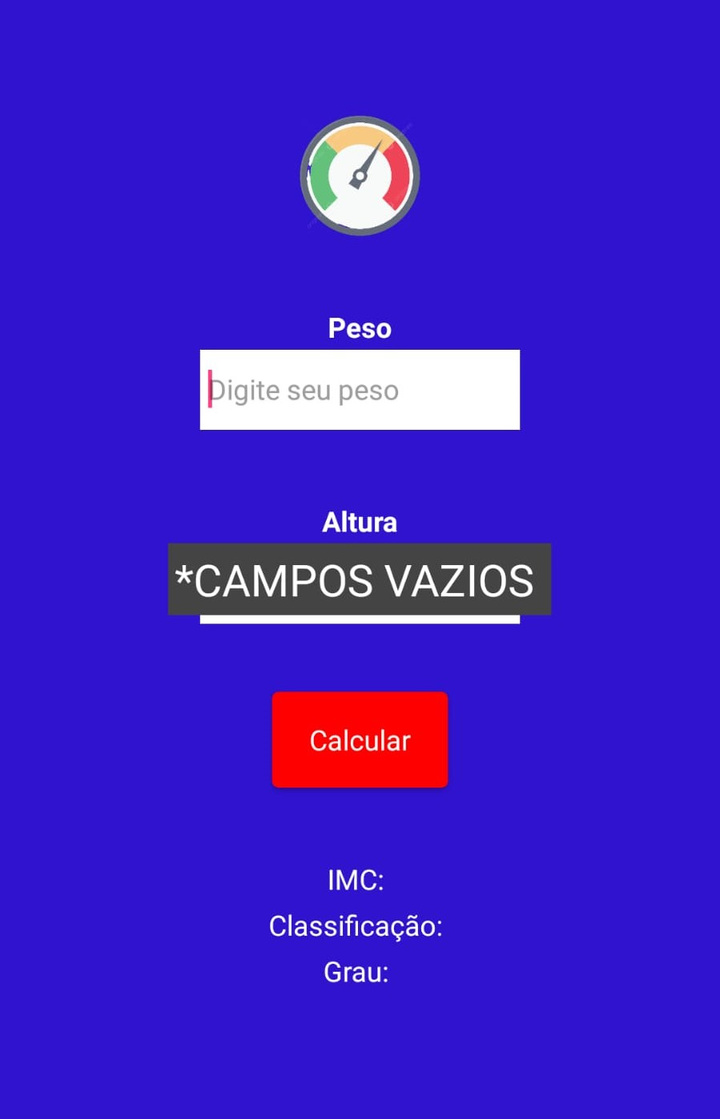 Peso
Digite seu peso
Altura
*CAMPOS VAZIOS
Calcular
IMC:
Classificação:
Grau: